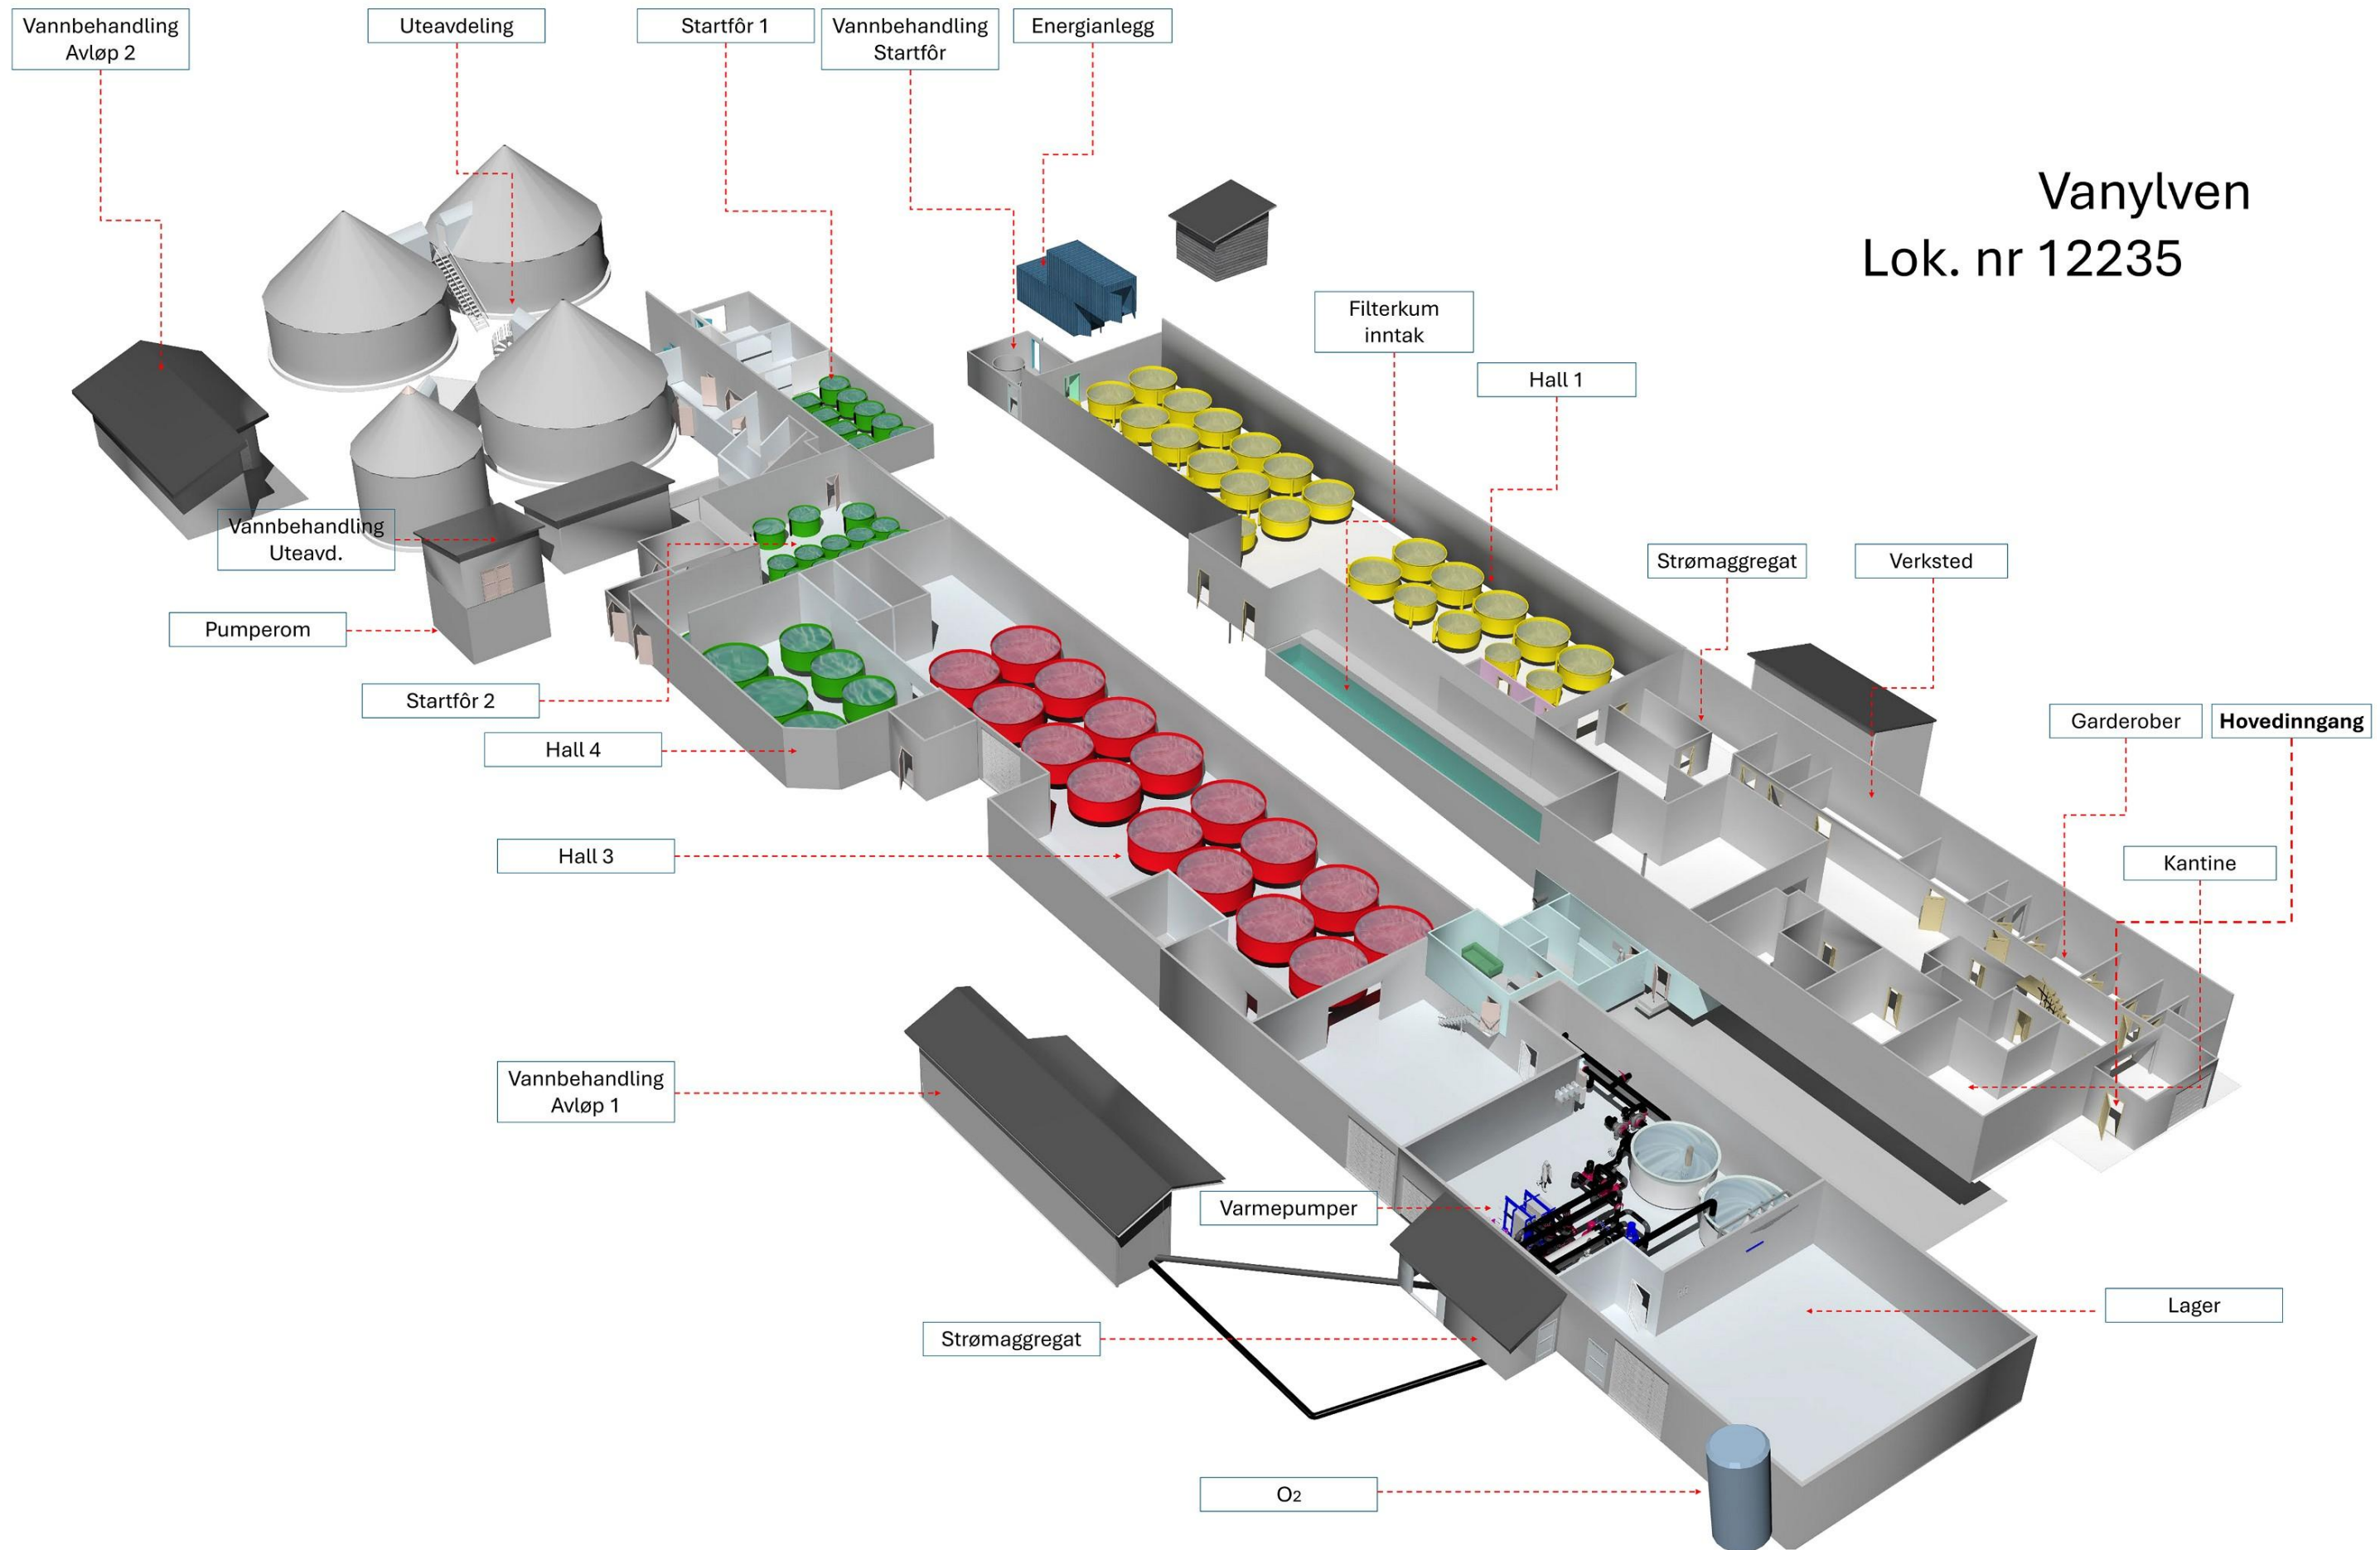 Vannbehandling
Avløp 2
Uteavdeling
Startfôr 1
Vannbehandling
Startfôr
Energianlegg
Vanylven
Lok. nr 12235
Filterkum
inntak
Hall 1
Vannbehandling
Uteavd.
Strømaggregat
Verksted
Pumperom
Startfôr 2
Garderober
Hovedinngang
Hall 4
Hall 3
Kantine
Vannbehandling
Avløp 1
Varmepumper
Lager
Strømaggregat
O2